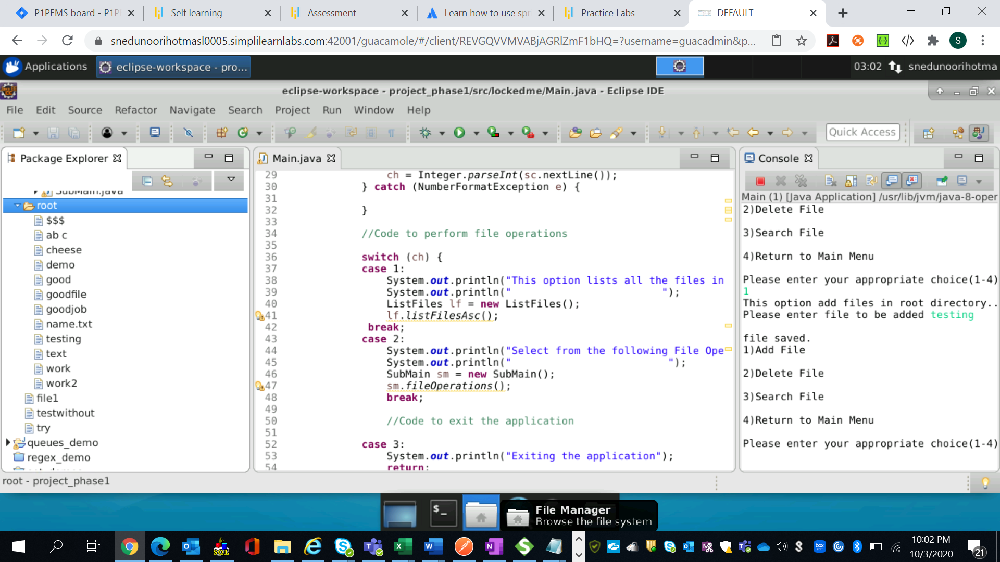 P1PFMS board - P1P
Self learning
Assessment
Learn how to use spr
Practice Labs
DEFAULT
snedunoorihotmasl0005.simplilearnlabs.com:42001/guacamole/#/client/REVGQVVMVABjAGRlZmF1bHQ=?username=guacadmin&p...
S
Applications
eclipse-workspace - pro...
03:02
snedunoorihotma
eclipse-workspace - project_phase1/src/lockedme/Main.java - Eclipse IDE
File Edit Source Refactor Navigate Search Project Run Window Help
Quick Access
Package Explorer
SubMain.java
root
$$$
ab c
cheese
demo
good
goodfile
goodjob
name.txt
testing
text
work
work2
file1
testwithout
try
queues_demo
regex_demo
root - project_phase1
Main.java
29 ch = Integer.parseInt(sc.nextLine());
30 } catch (NumberFormatException e) {
31
32 }
33
34 //Code to perform file operations
35
36 switch (ch) {
37 case 1:
38 System.out.println("This option lists all the files in
39 System.out.println(" ");
40 ListFiles lf = new ListFiles();
41 lf.listFilesAsc();
42 break;
43 case 2:
44 System.out.println("Select from the following File Ope
45 System.out.println(" ");
46 SubMain sm = new SubMain();
47 sm.fileOperations();
48 break;
49
50 //Code to exit the application
51
52 case 3:
53 System.out.println("Exiting the application");
54 return;
Console
Main (1) [Java Application] /usr/lib/jvm/java-8-oper
2)Delete File
3)Search File
4)Return to Main Menu
Please enter your appropriate choice(1-4)
1
This option add files in root directory..
Please enter file to be added testing
file saved.
1)Add File
2)Delete File
3)Search File
4)Return to Main Menu
Please enter your appropriate choice(1-4)
File Manager
Browse the file system
10:02 PM
10/3/2020
21